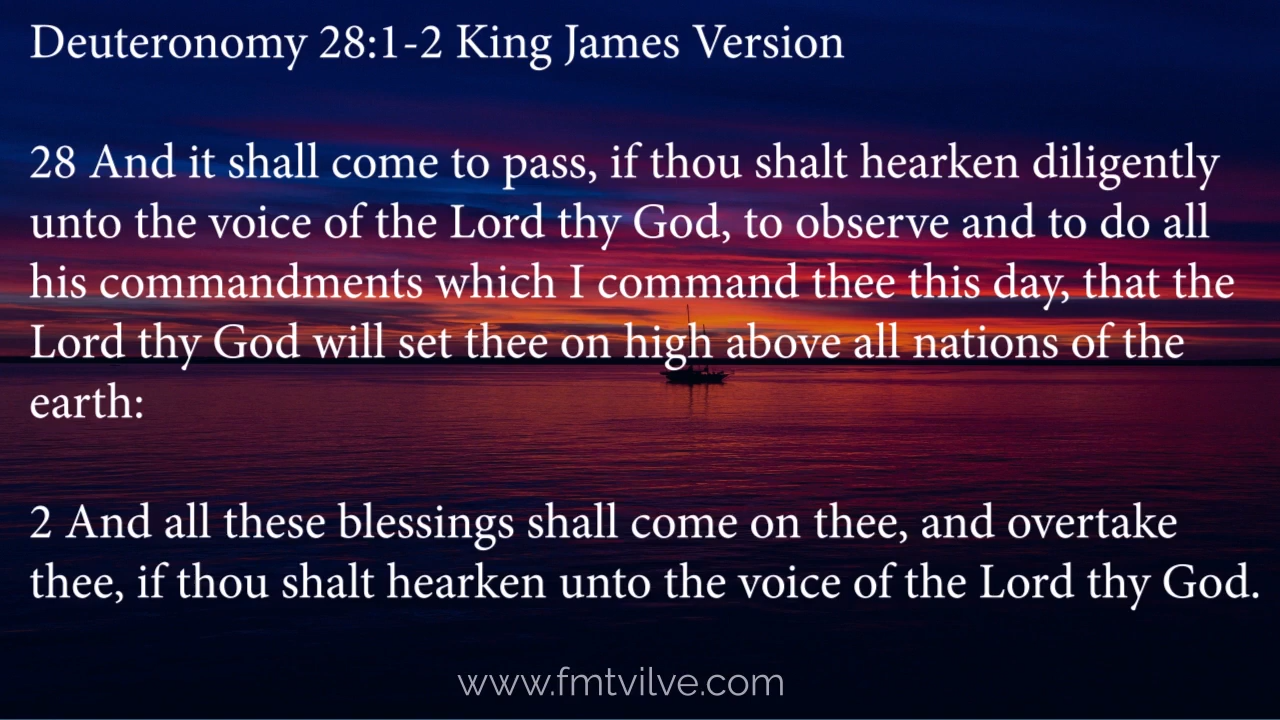 Deuteronomy 28:1-2 King James Version
28 And it shall come to pass, if thou shalt hearken diligently
unto the voice of the Lord thy God, to observe and to do all
his commandments which I command thee this day, that the
Lord thy God will set thee on high above all nations of the
earth:
2 And all these blessings shall come on thee, and overtake
thee, if thou shalt hearken unto the voice of the Lord thy God.
www.fmtvilve.com